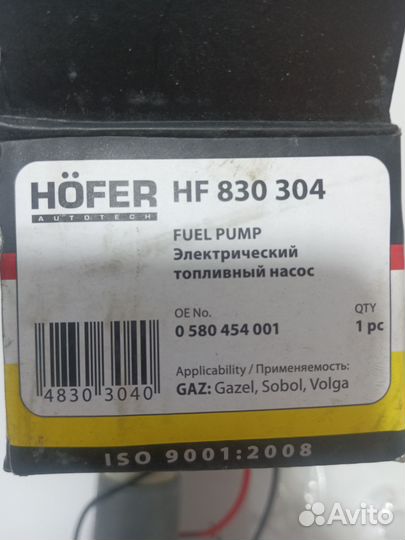 HÖFER
AUTOTECH
HF 830 304
FUEL PUMP
Электрический
топливный насос
OE No.
0 580 454 001
QTY
1 pc
4830 3040
Applicability / Применяемость:
GAZ: Gazel, Sobol, Volga
ISO 9001:2008
Avito